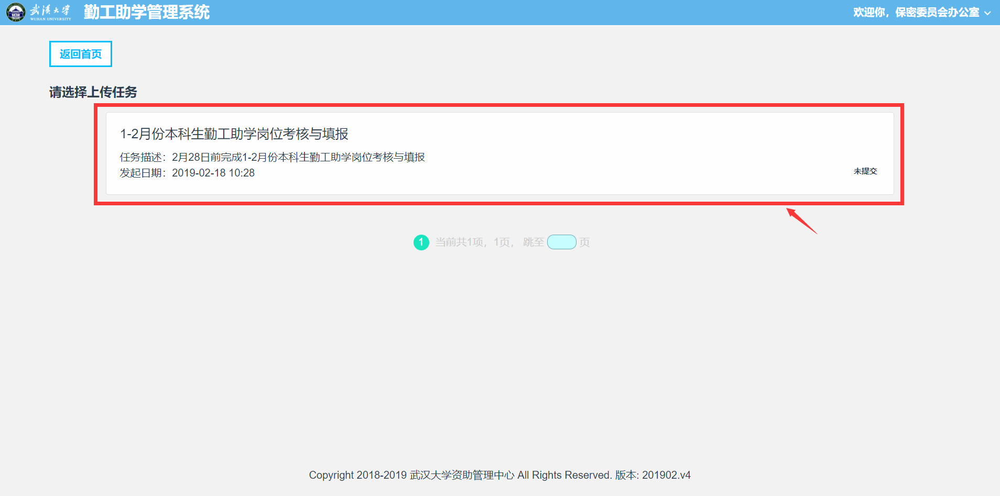 武汉大学
WUHAN UNIVERSITY
勤工助学管理系统
欢迎你，保密委员会办公室
返回首页
请选择上传任务
1-2月份本科生勤工助学岗位考核与填报
任务描述：2月28日前完成1-2月份本科生勤工助学岗位考核与填报
发起日期：2019-02-18 10:28
未提交
1 当前共1项，1页， 跳至 页
Copyright 2018-2019 武汉大学资助管理中心 All Rights Reserved. 版本: 201902.v4